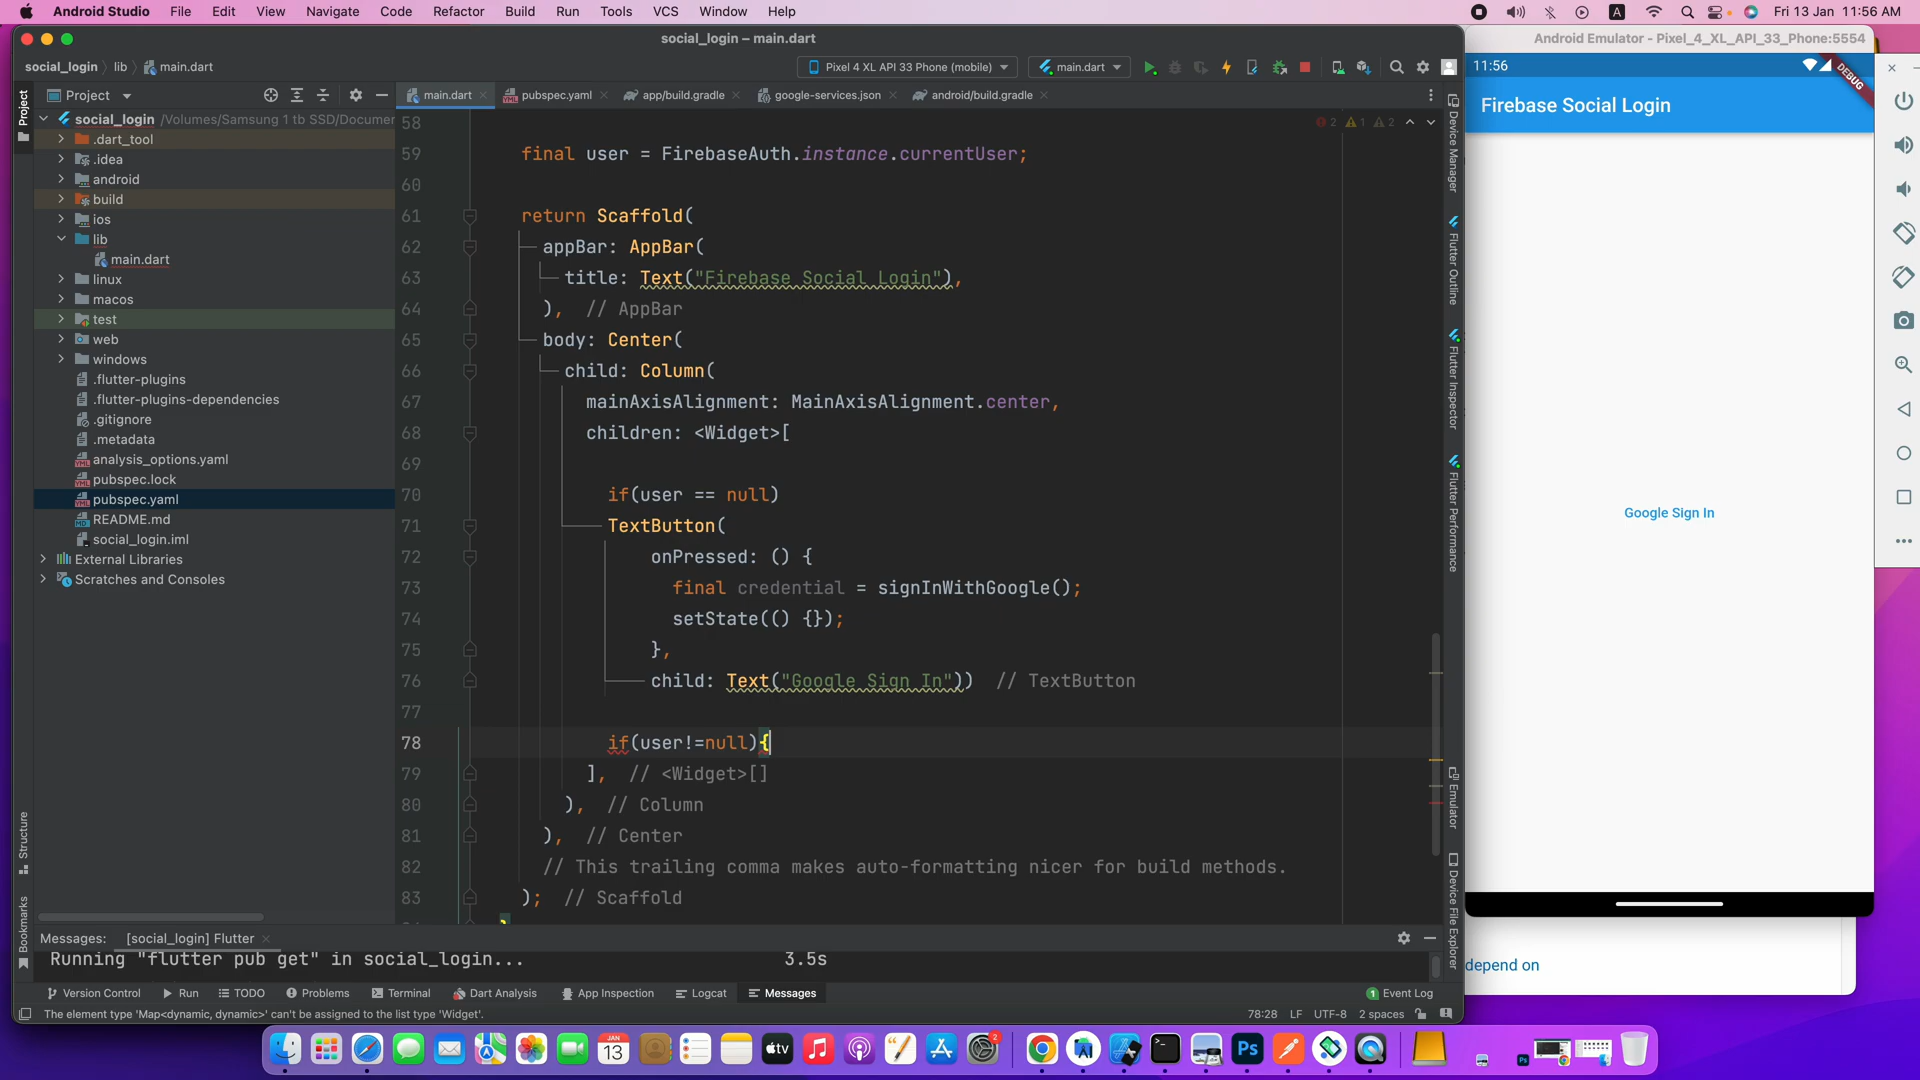 Android Studio File Edit View Navigate Code Refactor Build Run Tools VCS Window Help
A Fri 13 Jan 11:56 AM
social_login – main.dart
Android Emulator - Pixel_4_XL_API_33_Phone:5554
social_login lib main.dart
Pixel 4 XL API 33 Phone (mobile) main.dart
11:56 DEBUG
Firebase Social Login
Google Sign In
depend on
Project
main.dart pubspec.yaml app/build.gradle google-services.json android/build.gradle
Project
social_login /Volumes/Samsung 1 tb SSD/Documer
.dart_tool
.idea
android
build
ios
lib
main.dart
linux
macos
test
web
windows
.flutter-plugins
.flutter-plugins-dependencies
.gitignore
.metadata
analysis_options.yaml
pubspec.lock
pubspec.yaml
README.md
social_login.iml
External Libraries
Scratches and Consoles
Structure
Bookmarks
2 1 2
58
59 final user = FirebaseAuth.instance.currentUser;
60
61 return Scaffold(
62 appBar: AppBar(
63 title: Text("Firebase Social Login"),
64 ), // AppBar
65 body: Center(
66 child: Column(
67 mainAxisAlignment: MainAxisAlignment.center,
68 children: <Widget>[
69
70 if(user == null)
71 TextButton(
72 onPressed: () {
73 final credential = signInWithGoogle();
74 setState(() {});
75 },
76 child: Text("Google Sign In")) // TextButton
77
78 if(user!=null){
79 ], // <Widget>[]
80 ), // Column
81 ), // Center
82 // This trailing comma makes auto-formatting nicer for build methods.
83 ); // Scaffold
}
Device Manager
Flutter Outline
Flutter Inspector
Flutter Performance
Emulator
Device File Explorer
Messages: [social_login] Flutter
Running "flutter pub get" in social_login... 3.5s
Version Control Run TODO Problems Terminal Dart Analysis App Inspection Logcat Messages 1 Event Log
The element type 'Map<dynamic, dynamic>' can't be assigned to the list type 'Widget'. 78:28 LF UTF-8 2 spaces
JAN
13
tv
2
Ps